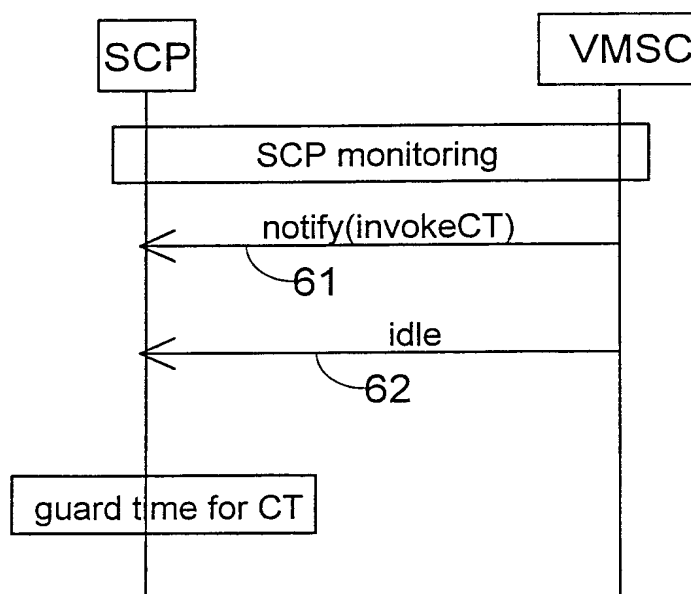 SCP
VMSC
SCP monitoring
notify(invokeCT)
61
idle
62
guard time for CT